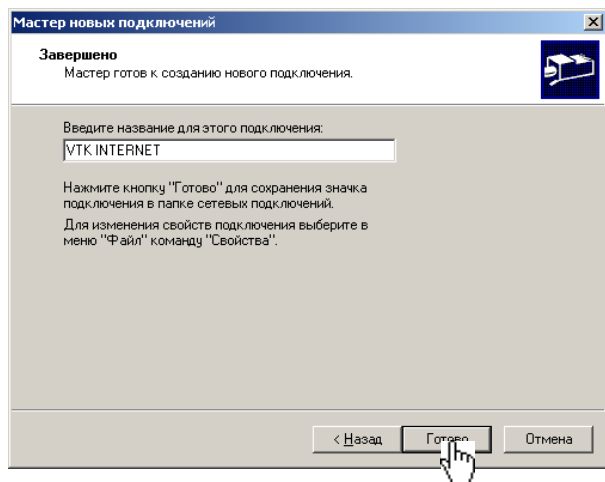 Мастер новых подключений
Завершено
Мастер готов к созданию нового подключения.
Введите название для этого подключения:
VTK INTERNET
Нажмите кнопку "Готово" для сохранения значка
подключения в папке сетевых подключений.
Для изменения свойств подключения выберите в
меню "Файл" команду "Свойства".
< Назад Готово Отмена